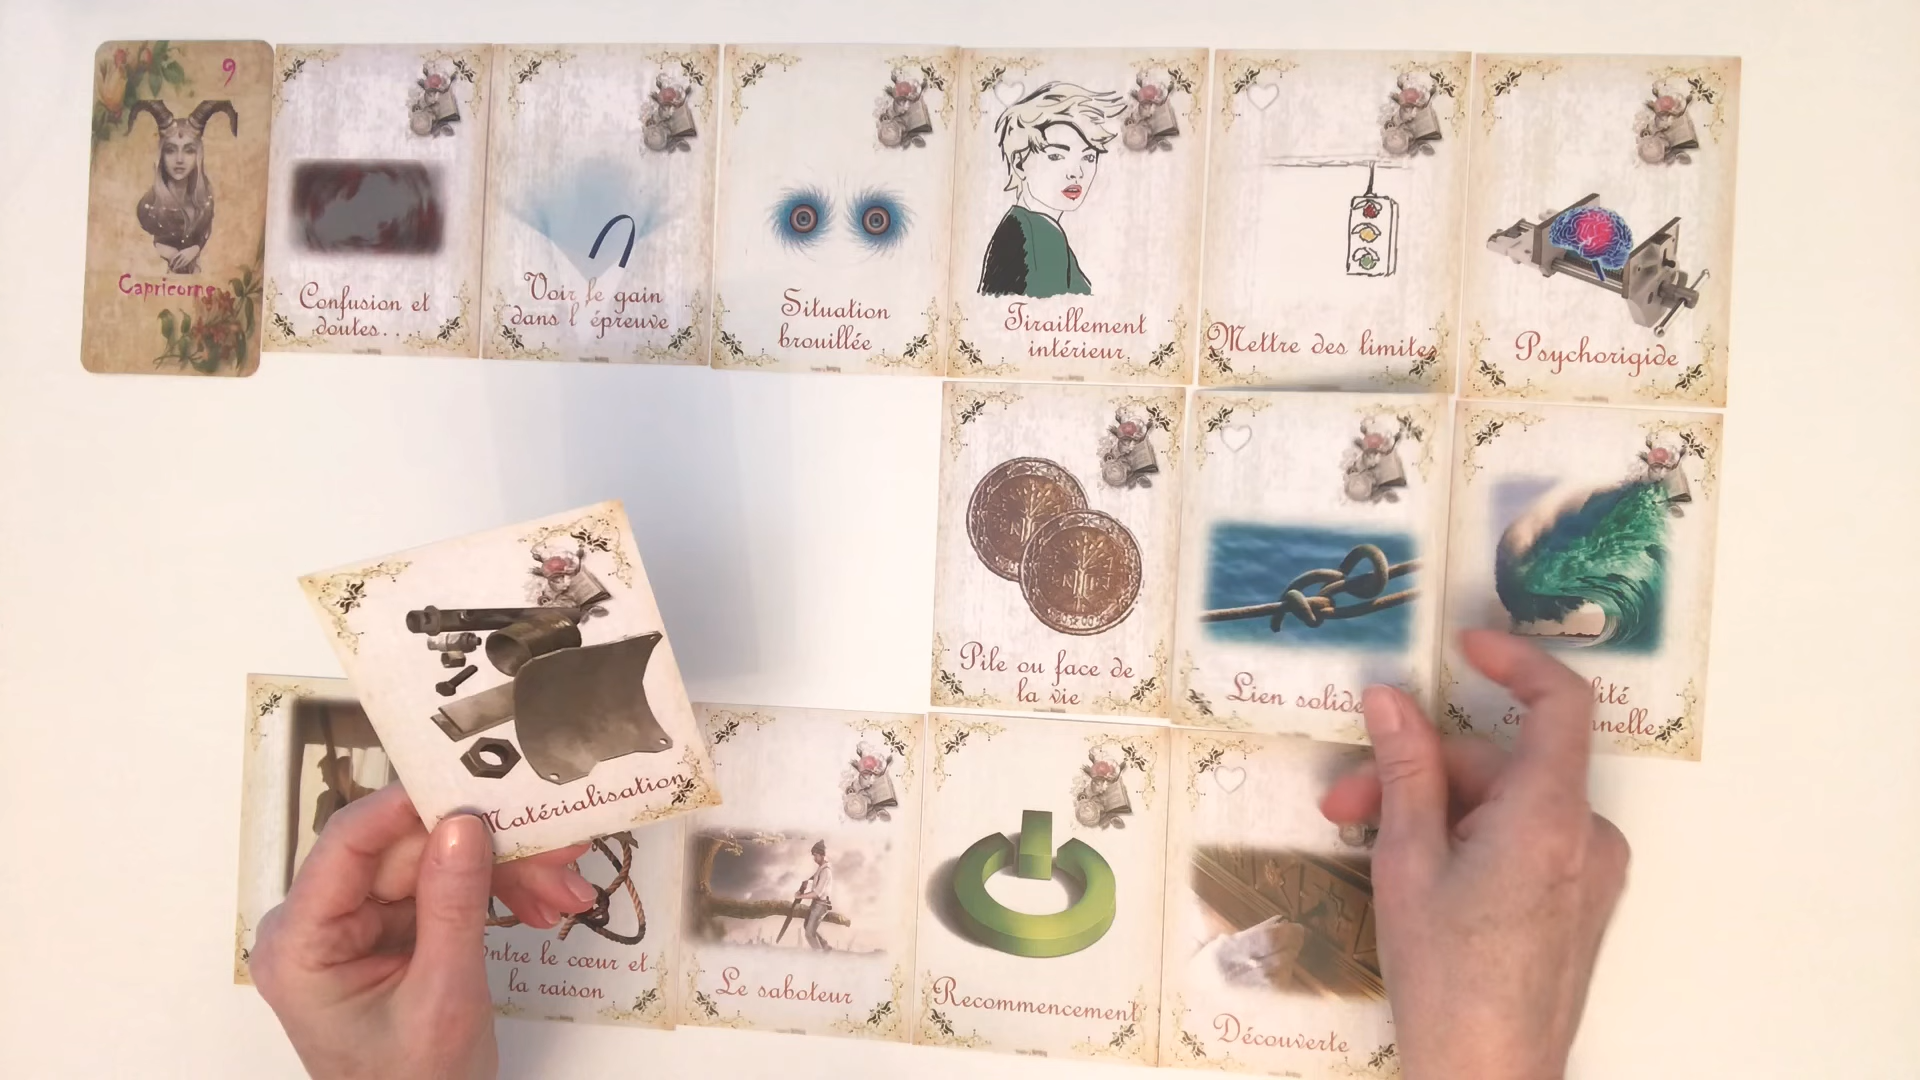 9
Capricorne
Confusion et
doutes...
Voir le gain
dans l'épreuve
Situation
brouillée
Tiraillement
intérieur
Mettre des limites
Psychorigide
Pile ou face de
la vie
Lien solide
Matérialisation
Entre le cœur et
la raison
Le saboteur
Recommencement
Découverte